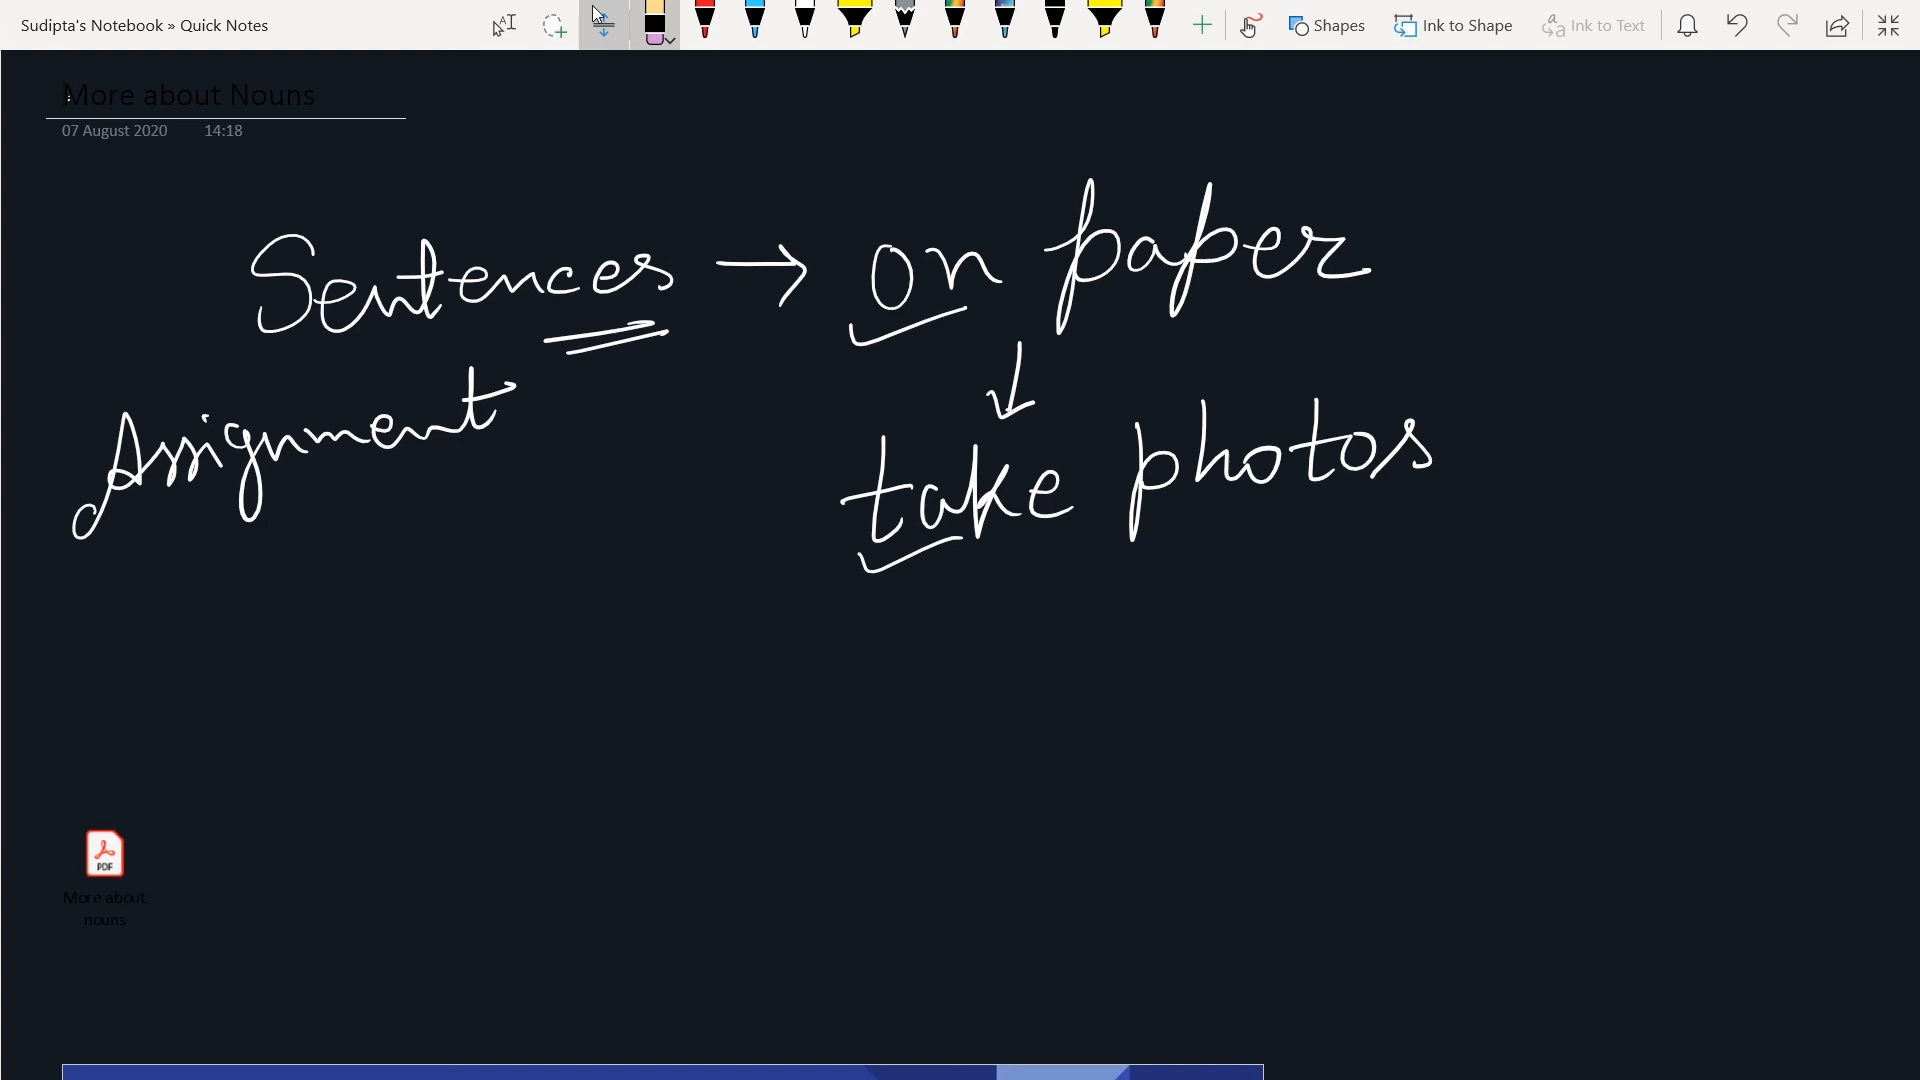 Sudipta's Notebook » Quick Notes
Shapes
Ink to Shape
Ink to Text
More about Nouns
07 August 2020 14:18
Sentences → on paper
↓
Assignment
take photos
PDF
More about
nouns